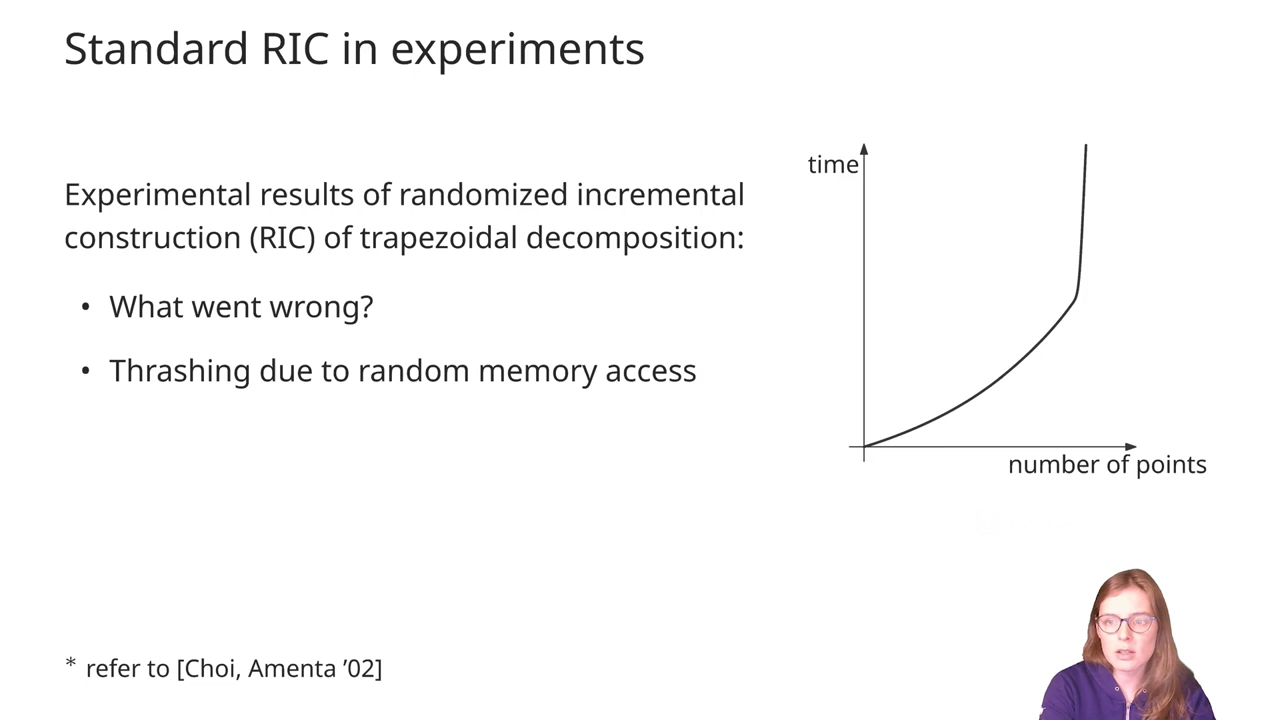 Standard RIC in experiments
Experimental results of randomized incremental
construction (RIC) of trapezoidal decomposition:
• What went wrong?
• Thrashing due to random memory access
time
number of points
* refer to [Choi, Amenta ’02]